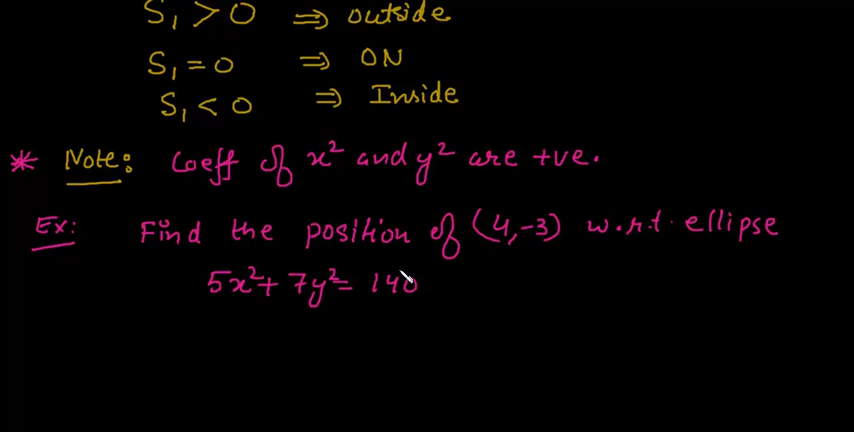 S₁ > 0 ⇒ outside
S₁ = 0 ⇒ ON
S₁ < 0 ⇒ Inside
* Note: Coeff of x² and y² are +ve.
Ex: Find the position of (4,-3) w.r.t. ellipse
5x² + 7y² = 140